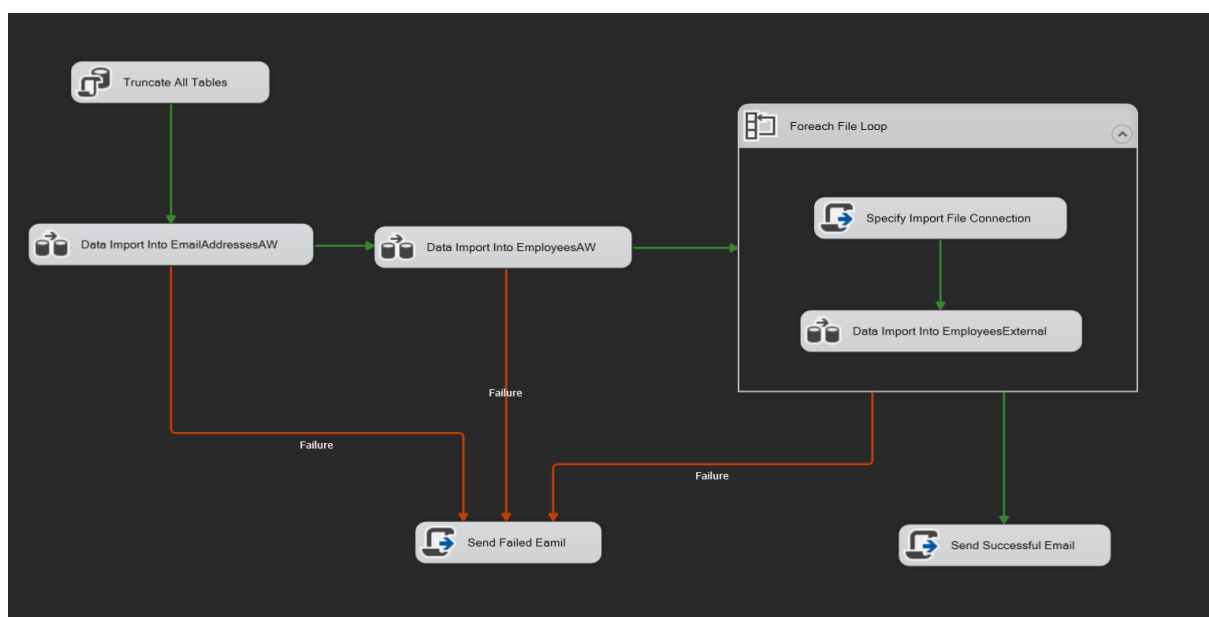 Truncate All Tables
Foreach File Loop
Specify Import File Connection
Data Import Into EmailAddressesAW
Data Import Into EmployeesAW
Data Import Into EmployeesExternal
Failure
Failure
Failure
Send Failed Eamil
Send Successful Email